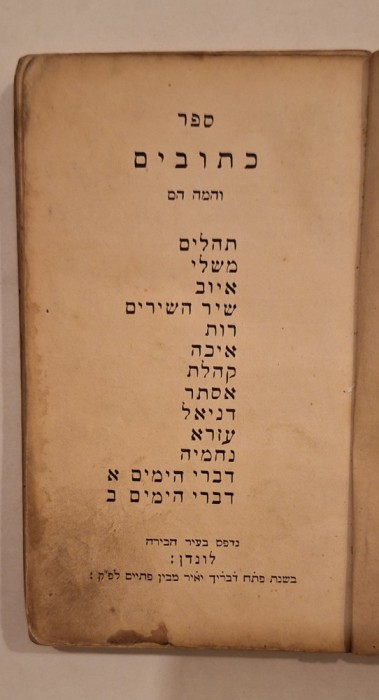 ספר
כתובים
והמה הם
תהלים
משלי
איוב
שיר השירים
רות
איכה
קהלת
אסתר
דניאל
עזרא
נחמיה
דברי הימים א
דברי הימים ב
נדפס בעיר הבירה
לונדן :
בשנת פתח דבריך יאיר מבין פתיים לפ״ק :